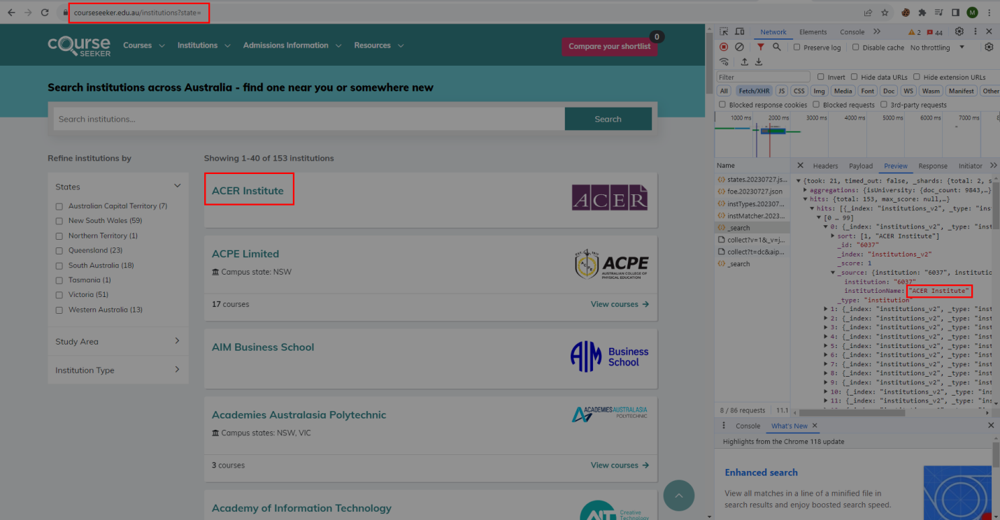 courseseeker.edu.au/institutions?state=
M
Course
SEEKER
Courses
Institutions
Admissions Information
Resources
Compare your shortlist
0
Search institutions across Australia - find one near you or somewhere new
Search institutions...
Search
Refine institutions by
Showing 1-40 of 153 institutions
States
Australian Capital Territory (7)
New South Wales (59)
Northern Territory (1)
Queensland (23)
South Australia (18)
Tasmania (1)
Victoria (51)
Western Australia (13)
Study Area
Institution Type
ACER Institute
ACER
ACPE Limited
Campus state: NSW
ACPE
AUSTRALIAN COLLEGE OF
PHYSICAL EDUCATION
17 courses
View courses →
AIM Business School
AIM
Business
School
Academies Australasia Polytechnic
Campus states: NSW, VIC
ACADEMIES AUSTRALASIA
POLYTECHNIC
3 courses
View courses →
Academy of Information Technology
AIT
Creative
Technology
Network
Elements
Console
2
44
Preserve log
Disable cache
No throttling
Filter
Invert
Hide data URLs
Hide extension URLs
All
Fetch/XHR
JS
CSS
Img
Media
Font
Doc
WS
Wasm
Manifest
Other
Blocked response cookies
Blocked requests
3rd-party requests
1000 ms
2000 ms
3000 ms
4000 ms
5000 ms
6000 ms
7000 ms
Name
Headers
Payload
Preview
Response
Initiator
states.20230727.js...
foe.20230727.json
instTypes.202307...
instMatcher.2023...
_search
collect?v=1&_v=j...
collect?t=dc&aip...
_search
{took: 21, timed_out: false, _shards: {total: 2, s
aggregations: {isUniversity: {doc_count: 9843,…}
hits: {total: 153, max_score: null,…}
hits: [{_index: "institutions_v2", _type: "inst
[0 … 99]
0: {_index: "institutions_v2", _type: "inst
sort: [1, "ACER Institute"]
_id: "6037"
_index: "institutions_v2"
_score: 1
_source: {institution: "6037", institutio
institution: "6037"
institutionName: "ACER Institute"
_type: "institution"
1: {_index: "institutions_v2", _type: "inst
2: {_index: "institutions_v2", _type: "inst
3: {_index: "institutions_v2", _type: "inst
4: {_index: "institutions_v2", _type: "inst
5: {_index: "institutions_v2", _type: "inst
6: {_index: "institutions_v2", _type: "inst
7: {_index: "institutions_v2", _type: "inst
8: {_index: "institutions_v2", _type: "inst
9: {_index: "institutions_v2", _type: "inst
10: {_index: "institutions_v2", _type: "ins
11: {_index: "institutions_v2", _type: "ins
8 / 86 requests
11.1
Console
What's New
Highlights from the Chrome 118 update
Enhanced search
View all matches in a line of a minified file in
search results and enjoy boosted search speed.